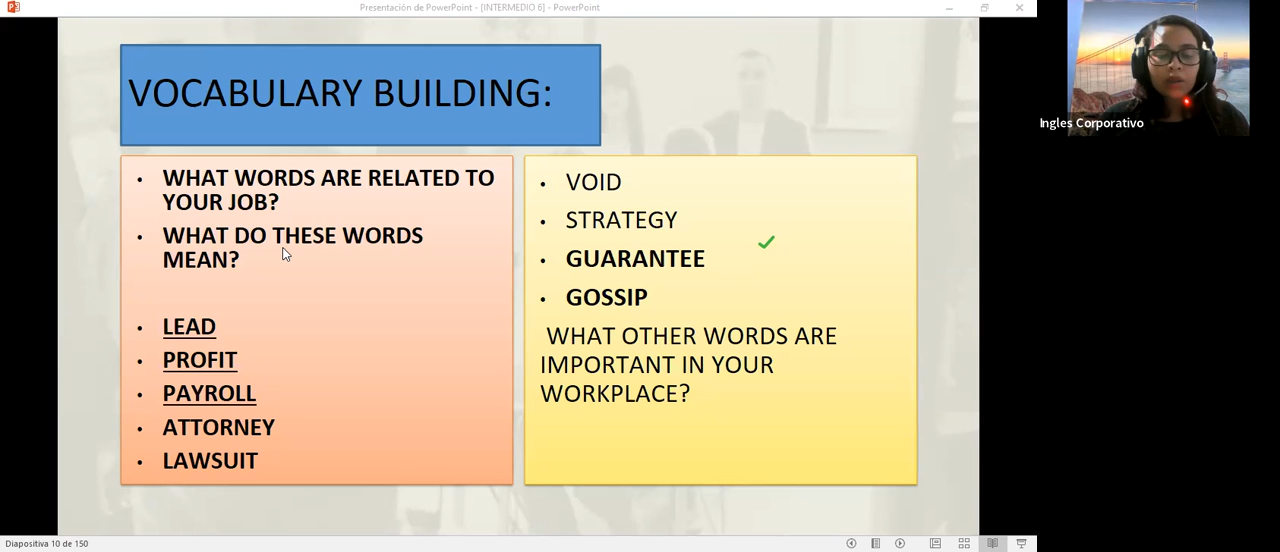 Presentación de PowerPoint - [INTERMEDIO 6] - PowerPoint
VOCABULARY BUILDING:
WHAT WORDS ARE RELATED TO
YOUR JOB?
WHAT DO THESE WORDS
MEAN?
LEAD
PROFIT
PAYROLL
ATTORNEY
LAWSUIT
VOID
STRATEGY
GUARANTEE
GOSSIP
WHAT OTHER WORDS ARE
IMPORTANT IN YOUR
WORKPLACE?
Ingles Corporativo
Diapositiva 10 de 150